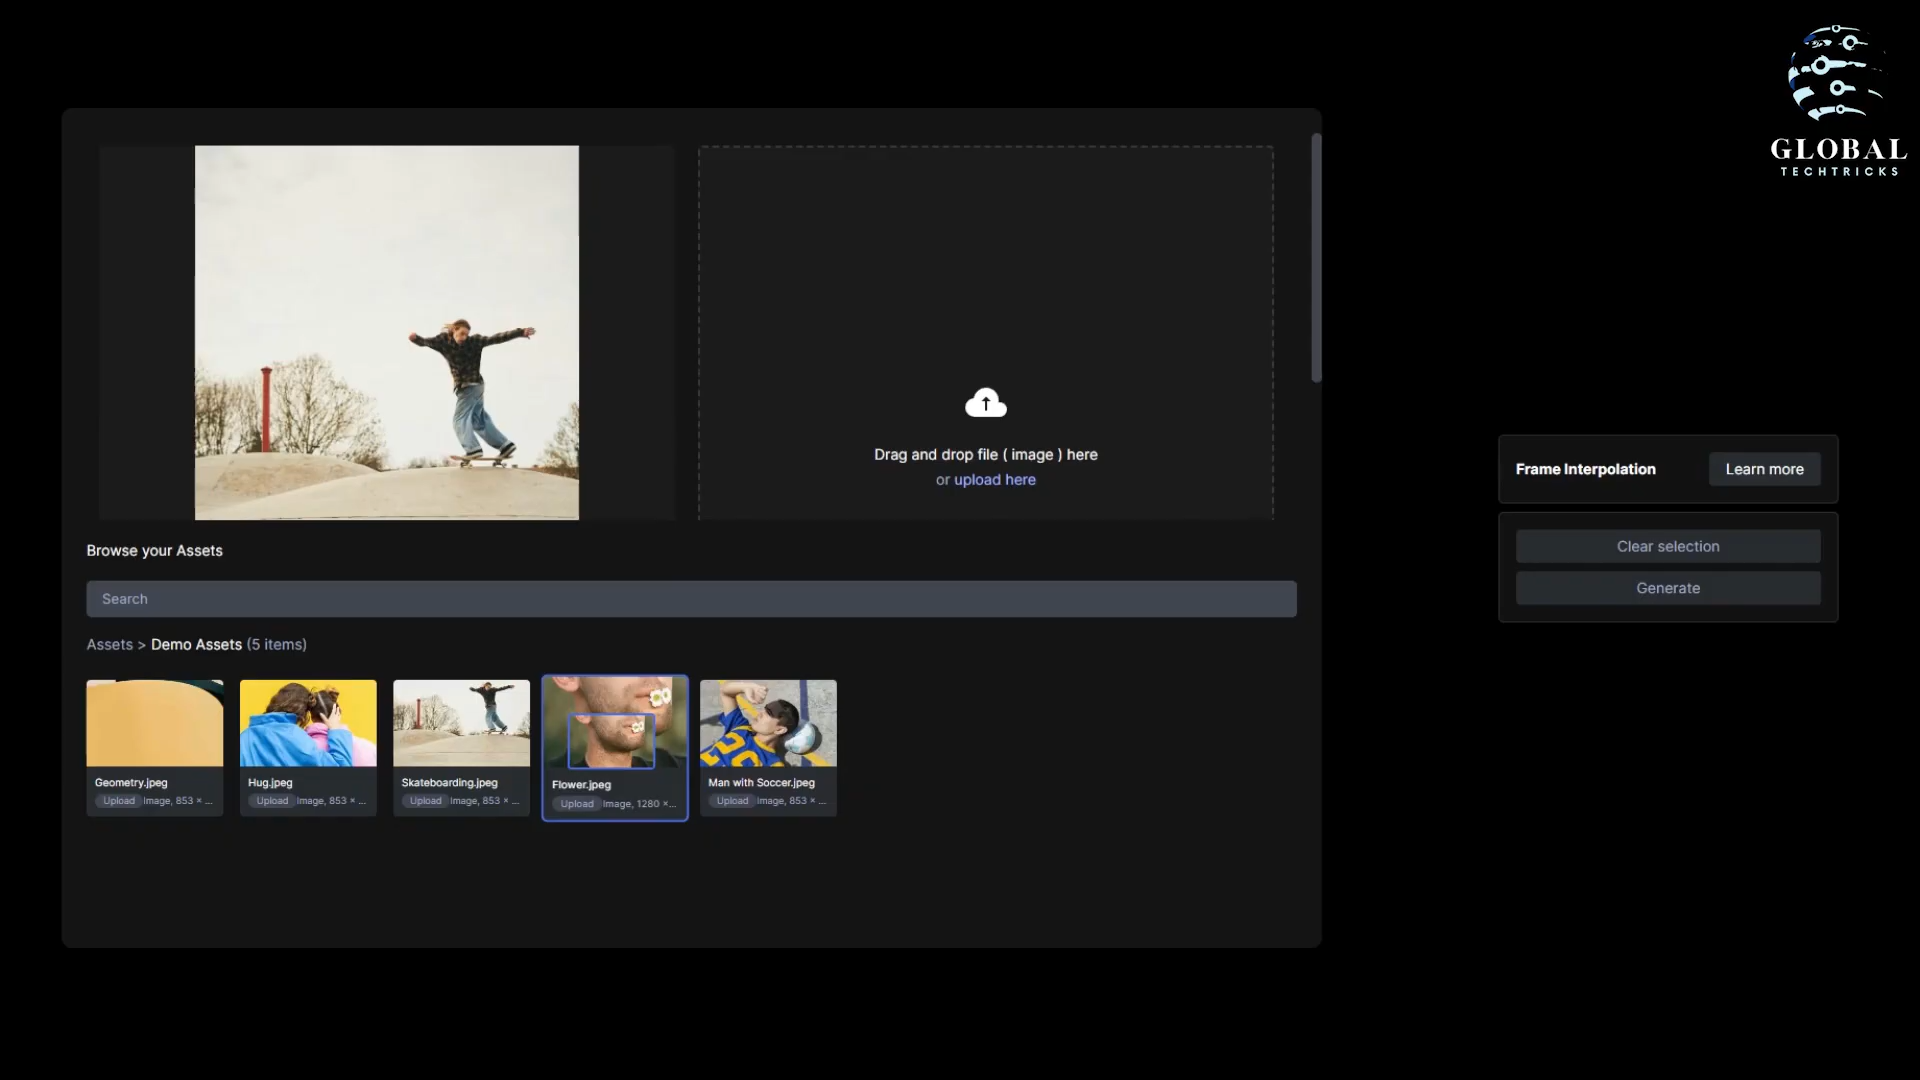 GLOBAL
TECHTRICKS
Drag and drop file ( image ) here
or upload here
Frame Interpolation
Learn more
Clear selection
Generate
Browse your Assets
Search
Assets > Demo Assets (5 items)
Geometry.jpeg
Upload Image, 853 × ...
Hug.jpeg
Upload Image, 853 × ...
Skateboarding.jpeg
Upload Image, 853 × ...
Flower.jpeg
Upload Image, 1280 ×...
Man with Soccer.jpeg
Upload Image, 853 × ...